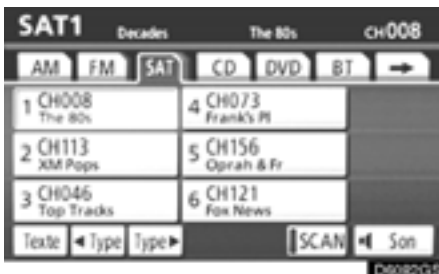 SAT1 Decades The 80s CH008
AM FM SAT CD DVD BT
1 CH008 The 80s
4 CH073 Frank's Pl
2 CH113 XM Pops
5 CH156 Oprah & Fr
3 CH046 Top Tracks
6 CH121 Fox News
Texte ◄Type Type► SCAN Son